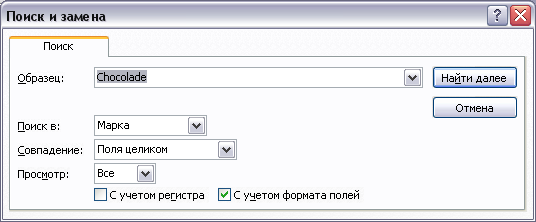 Поиск и замена
Поиск
Образец: Chocolade Найти далее
Отмена
Поиск в: Марка
Совпадение: Поля целиком
Просмотр: Все
С учетом регистра С учетом формата полей